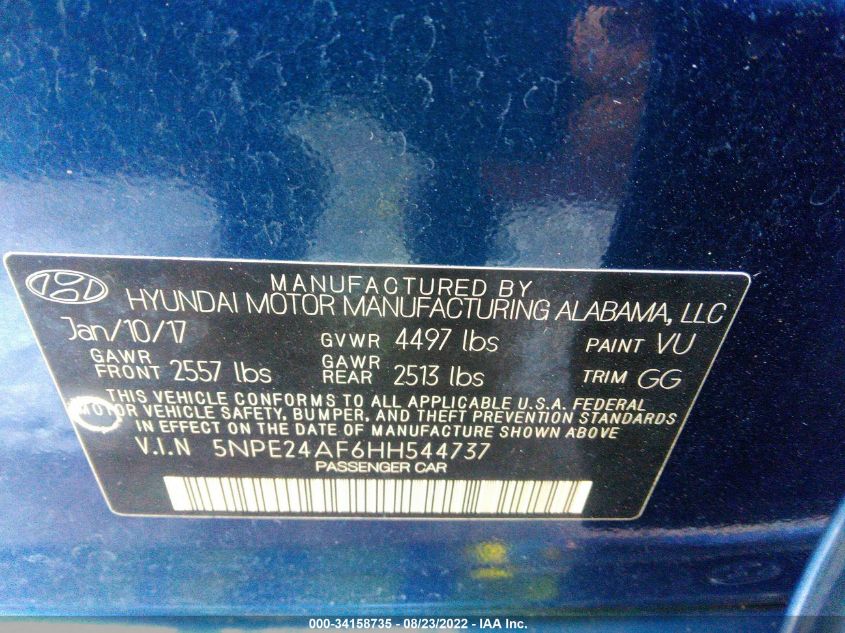 MANUFACTURED BY
HYUNDAI MOTOR MANUFACTURING ALABAMA, LLC
Jan/10/17 GVWR 4497 lbs PAINT VU
GAWR FRONT 2557 lbs GAWR REAR 2513 lbs TRIM GG
THIS VEHICLE CONFORMS TO ALL APPLICABLE U.S.A. FEDERAL
MOTOR VEHICLE SAFETY, BUMPER, AND THEFT PREVENTION STANDARDS
IN EFFECT ON THE DATE OF MANUFACTURE SHOWN ABOVE
V.I.N 5NPE24AF6HH544737
PASSENGER CAR
000-34158735 - 08/23/2022 - IAA Inc.